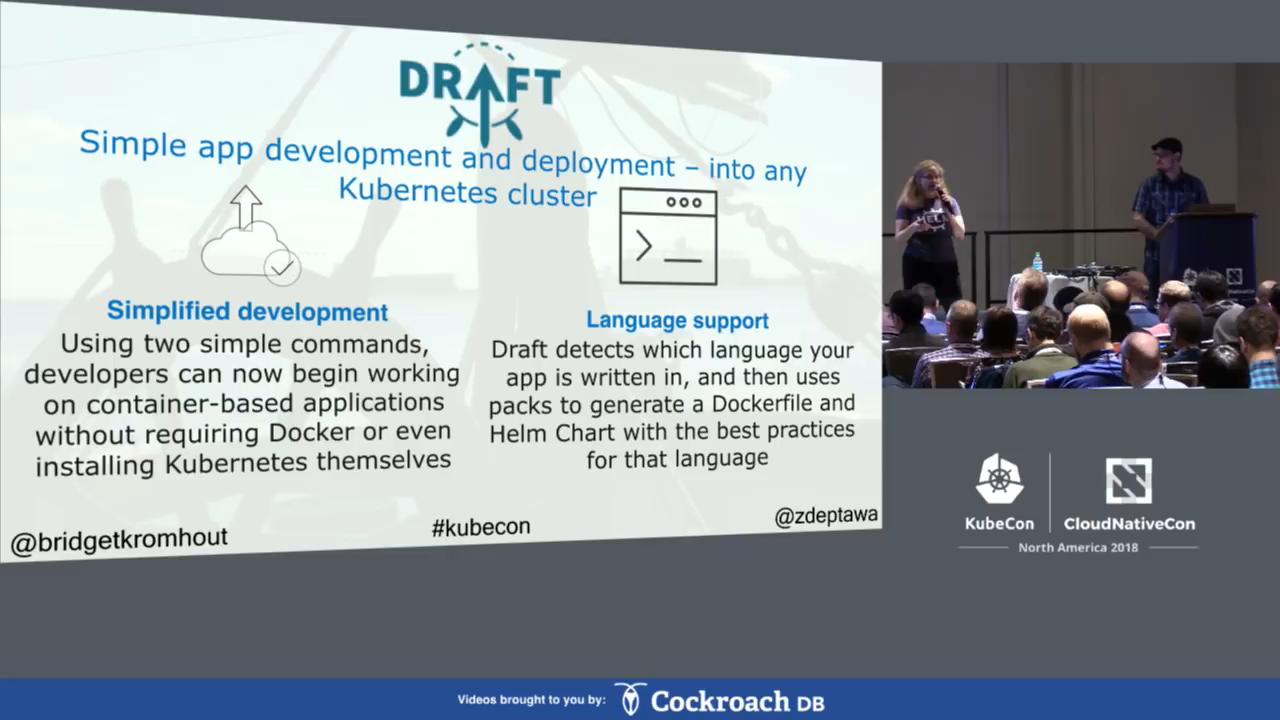 DRAFT
Simple app development and deployment – into any
Kubernetes cluster
Simplified development
Using two simple commands,
developers can now begin working
on container-based applications
without requiring Docker or even
installing Kubernetes themselves
Language support
Draft detects which language your
app is written in, and then uses
packs to generate a Dockerfile and
Helm Chart with the best practices
for that language
@bridgetkromhout
#kubecon
@zdeptawa
HELM
KubeCon
CloudNativeCon
North America 2018
Videos brought to you by:
Cockroach DB